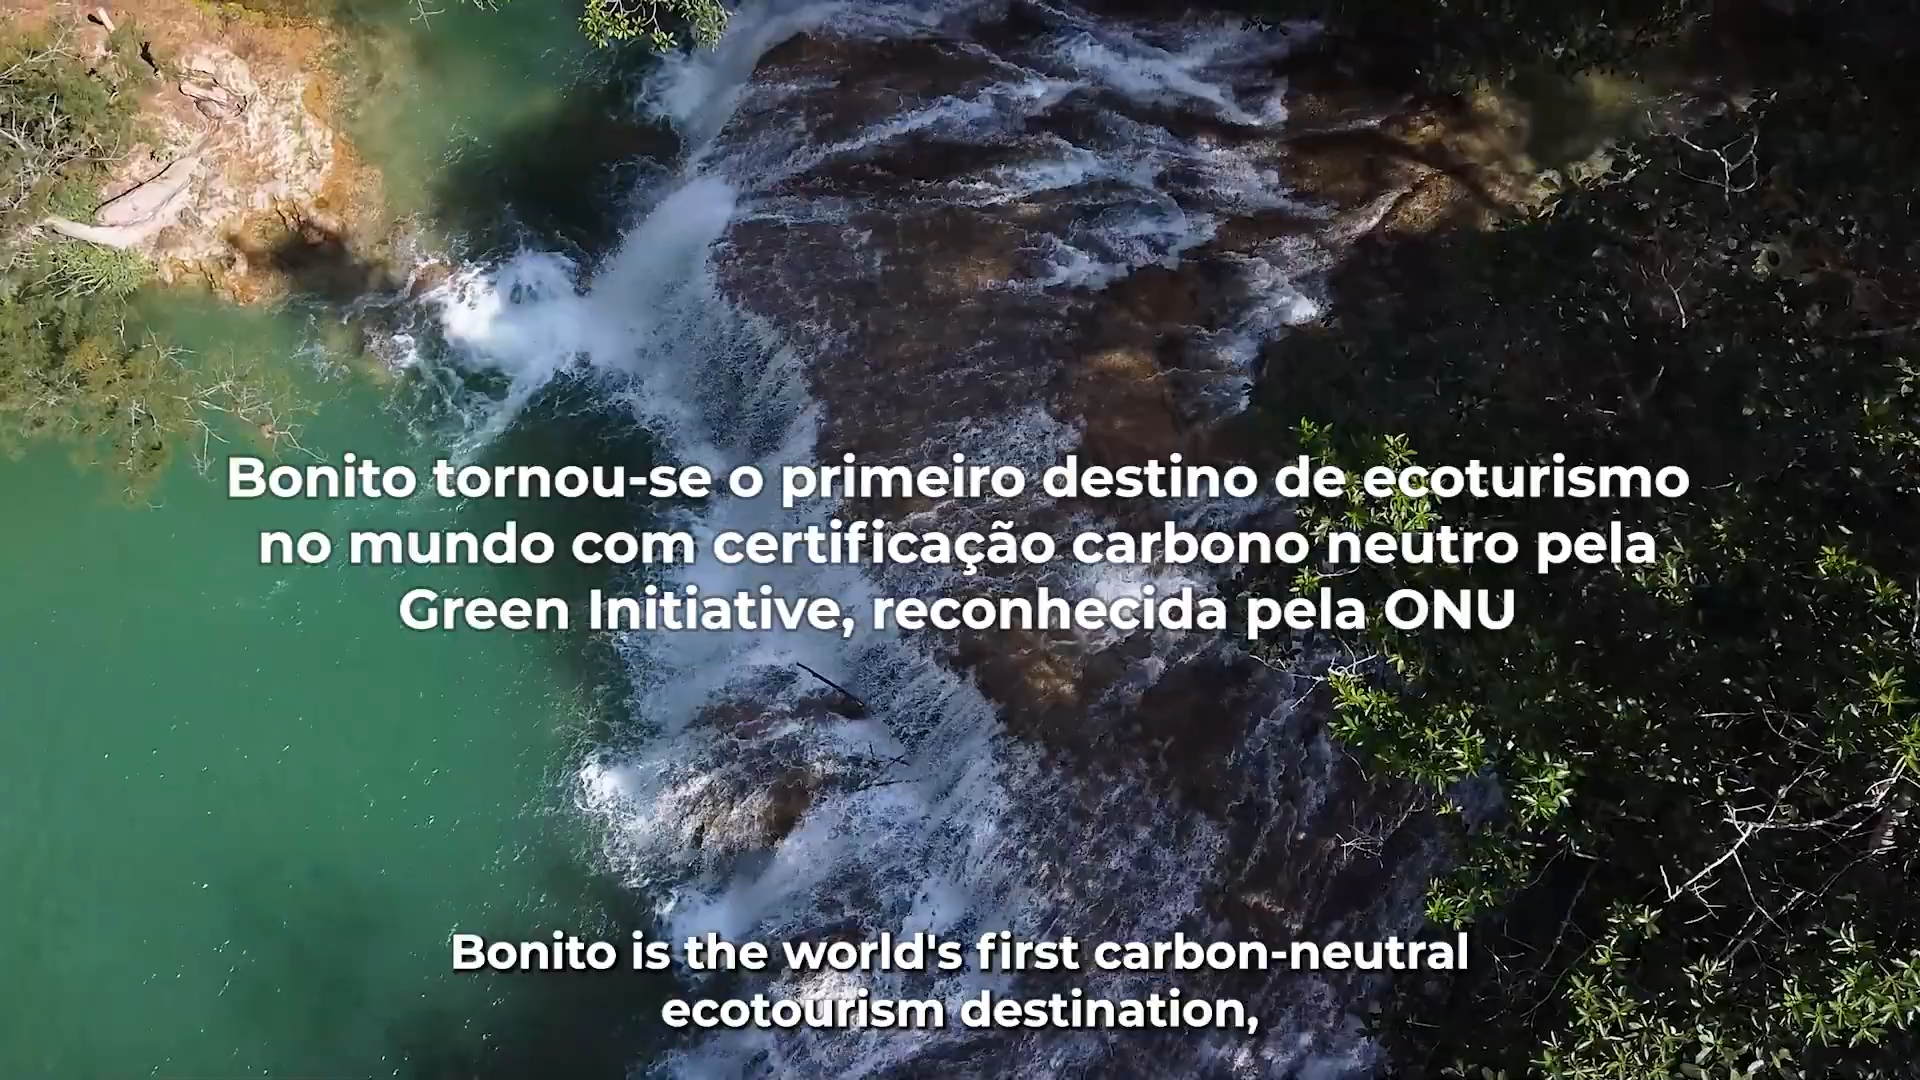 Bonito tornou-se o primeiro destino de ecoturismo
no mundo com certificação carbono neutro pela
Green Initiative, reconhecida pela ONU
Bonito is the world's first carbon-neutral
ecotourism destination,